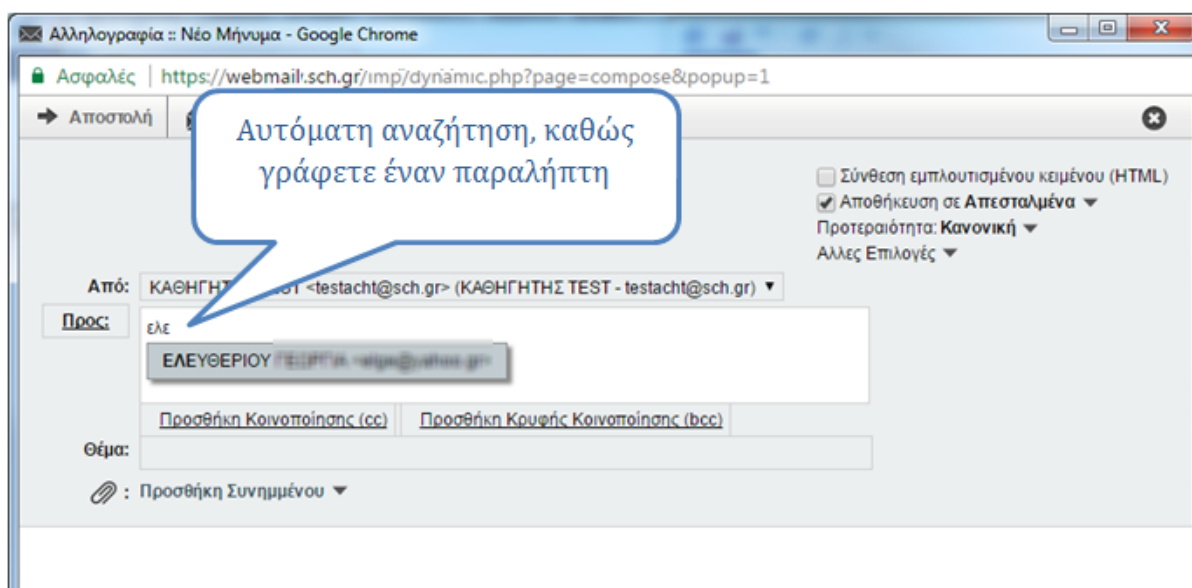 Αλληλογραφία :: Νέο Μήνυμα - Google Chrome
Ασφαλές | https://webmail.sch.gr/imp/dynamic.php?page=compose&popup=1
Αποστολή
Αυτόματη αναζήτηση, καθώς
γράφετε έναν παραλήπτη
Σύνθεση εμπλουτισμένου κειμένου (HTML)
Αποθήκευση σε Απεσταλμένα
Προτεραιότητα: Κανονική
Αλλες Επιλογές
Από: <testacht@sch.gr> (ΚΑΘΗΓΗΤΗΣ TEST - testacht@sch.gr)
Προς: ελε
ΕΛΕΥΘΕΡΙΟΥ
Προσθήκη Κοινοποίησης (cc) Προσθήκη Κρυφής Κοινοποίησης (bcc)
Θέμα:
: Προσθήκη Συνημμένου